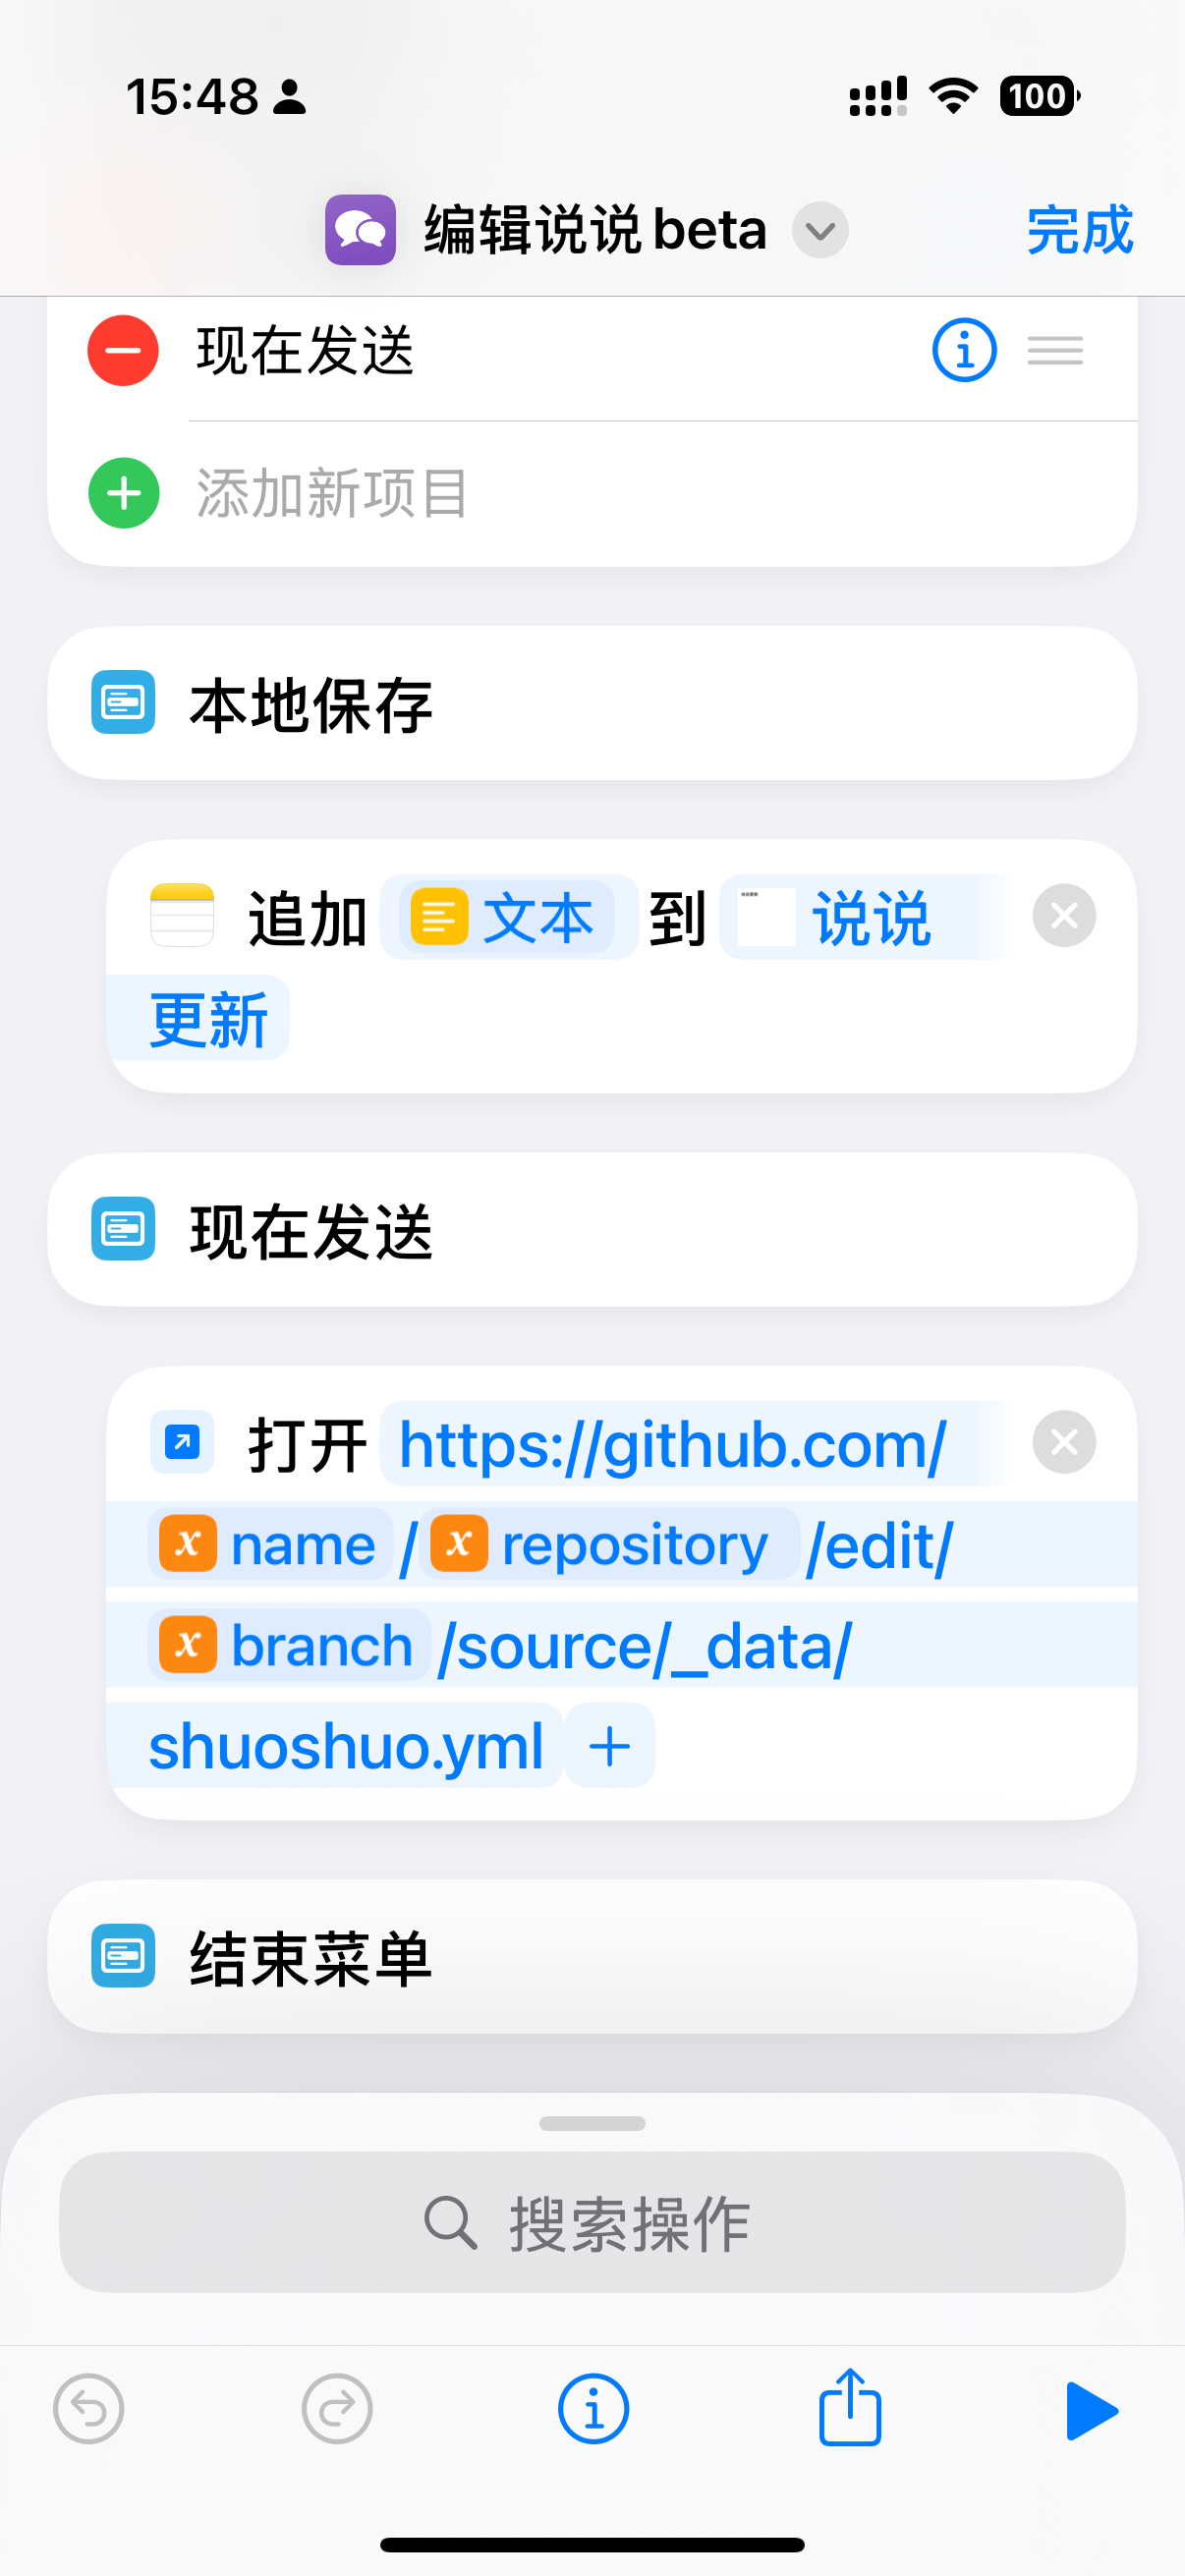 15:48 100
编辑说说 beta 完成
现在发送
添加新项目
本地保存
追加 文本 到 说说
更新
现在发送
打开 https://github.com/
name / repository /edit/
branch /source/_data/
shuoshuo.yml
结束菜单
搜索操作